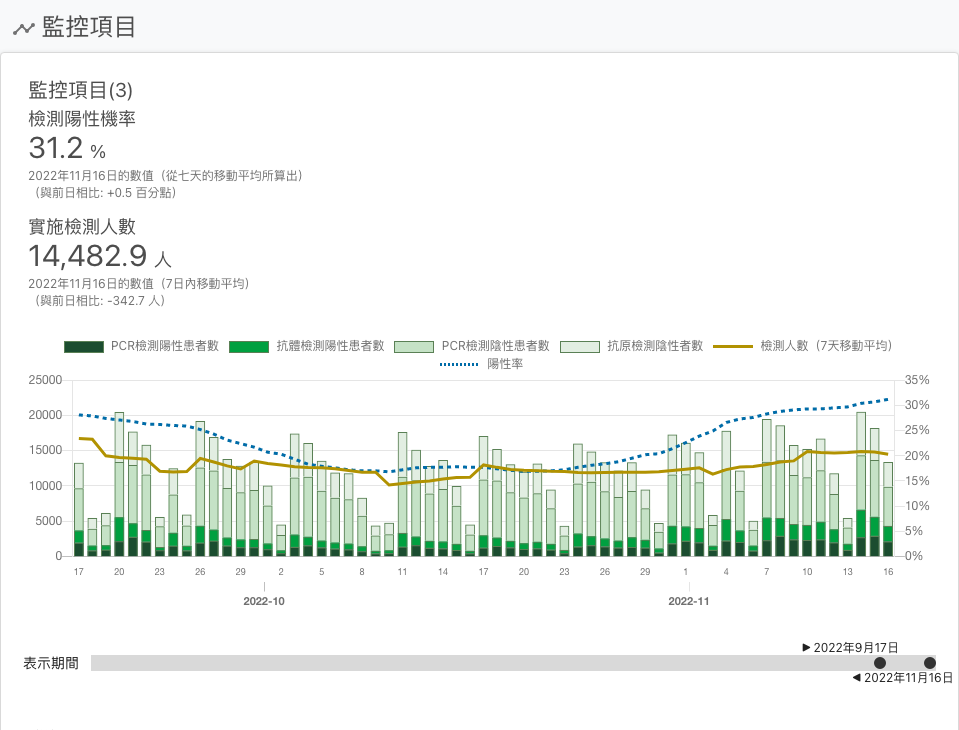 監控項目
監控項目(3)
檢測陽性機率
31.2 %
2022年11月16日的數值（從七天的移動平均所算出）
（與前日相比: +0.5 百分點）
實施檢測人數
14,482.9 人
2022年11月16日的數值（7日內移動平均）
（與前日相比: -342.7 人）
PCR檢測陽性患者數 抗體檢測陽性患者數 PCR檢測陰性患者數 抗原檢測陰性者數 檢測人數（7天移動平均）
陽性率
25000 35%
30%
20000
25%
15000
20%
10000 15%
10%
5000
5%
0 0%
17 20 23 26 29 2 5 8 11 14 17 20 23 26 29 1 4 7 10 13 16
2022-10 2022-11
▶ 2022年9月17日
表示期間
◀ 2022年11月16日